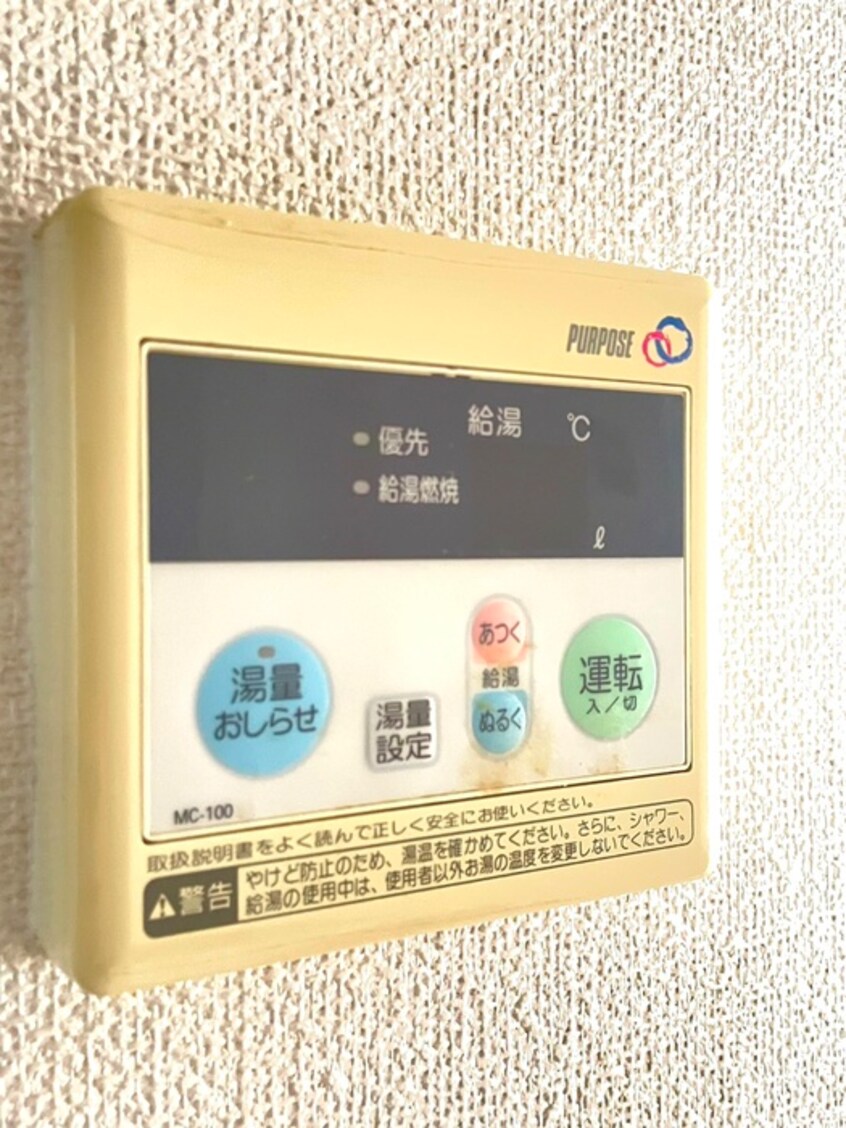 PURPOSE
給湯 ℃
優先
給湯燃焼
ℓ
湯量
おしらせ
湯量
設定
あつく
給湯
ぬるく
運転
入/切
MC-100
取扱説明書をよく読んで正しく安全にお使いください。
警告
やけど防止のため、湯温を確かめてください。さらに、シャワー、
給湯の使用中は、使用者以外お湯の温度を変更しないでください。